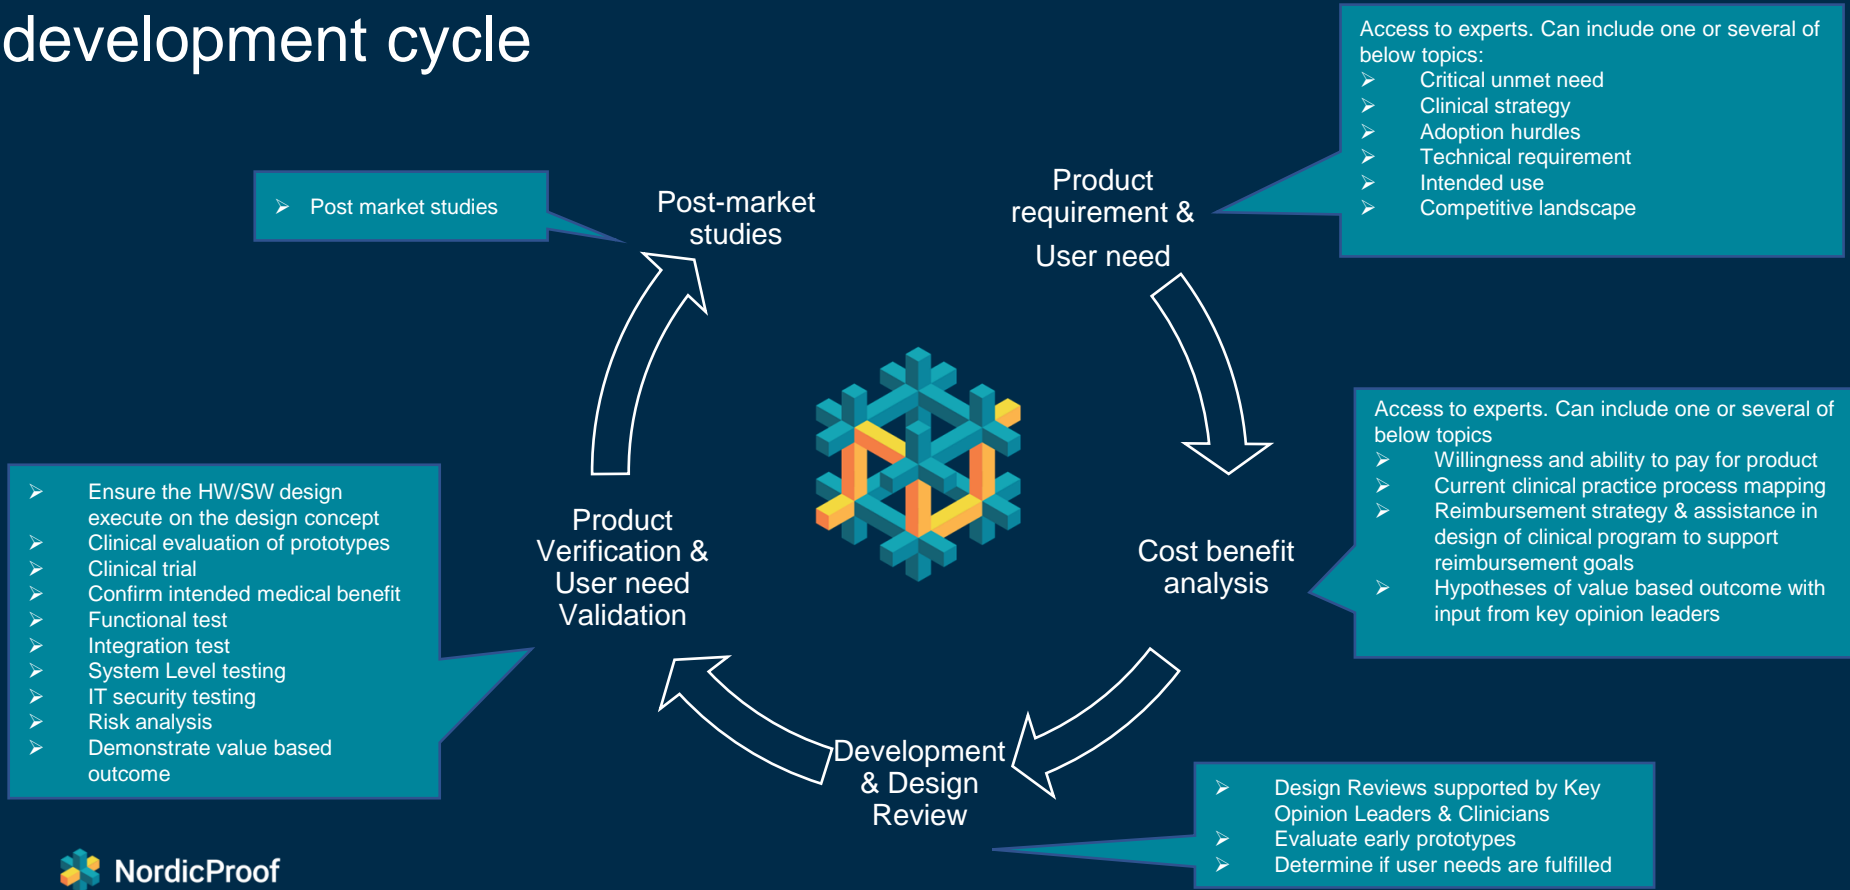 development cycle
Access to experts. Can include one or several of
below topics:
➢ Critical unmet need
➢ Clinical strategy
➢ Adoption hurdles
➢ Technical requirement
➢ Intended use
➢ Competitive landscape
➢ Post market studies
Post-market
studies
Product
requirement &
User need
Access to experts. Can include one or several of
below topics
➢ Willingness and ability to pay for product
➢ Current clinical practice process mapping
➢ Reimbursement strategy & assistance in
design of clinical program to support
reimbursement goals
➢ Hypotheses of value based outcome with
input from key opinion leaders
➢ Ensure the HW/SW design
execute on the design concept
➢ Clinical evaluation of prototypes
➢ Clinical trial
➢ Confirm intended medical benefit
➢ Functional test
➢ Integration test
➢ System Level testing
➢ IT security testing
➢ Risk analysis
➢ Demonstrate value based
outcome
Product
Verification &
User need
Validation
Cost benefit
analysis
Development
& Design
Review
➢ Design Reviews supported by Key
Opinion Leaders & Clinicians
➢ Evaluate early prototypes
➢ Determine if user needs are fulfilled
NordicProof